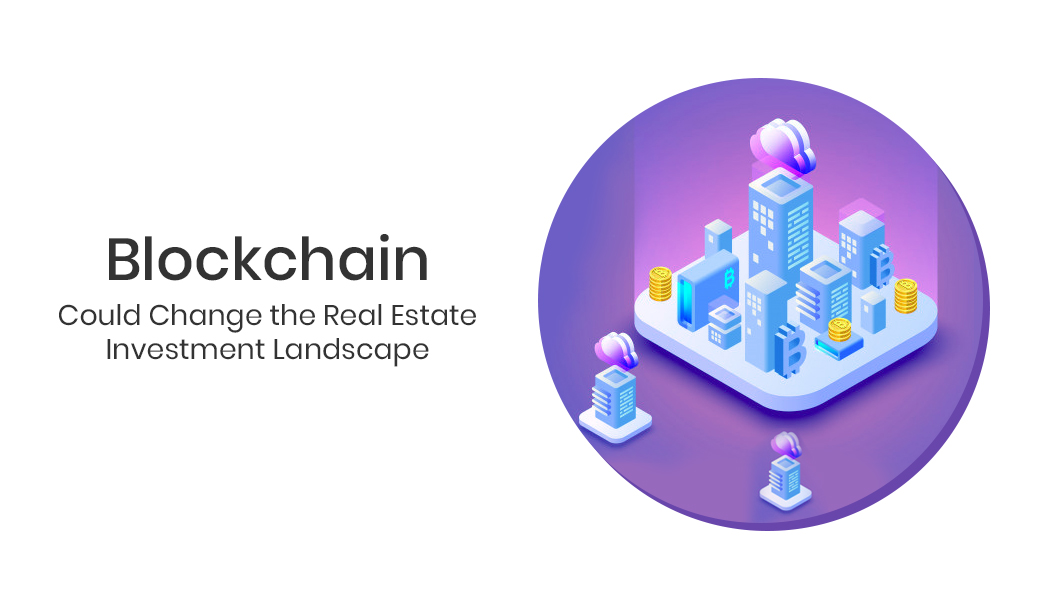 Blockchain
Could Change the Real Estate
Investment Landscape